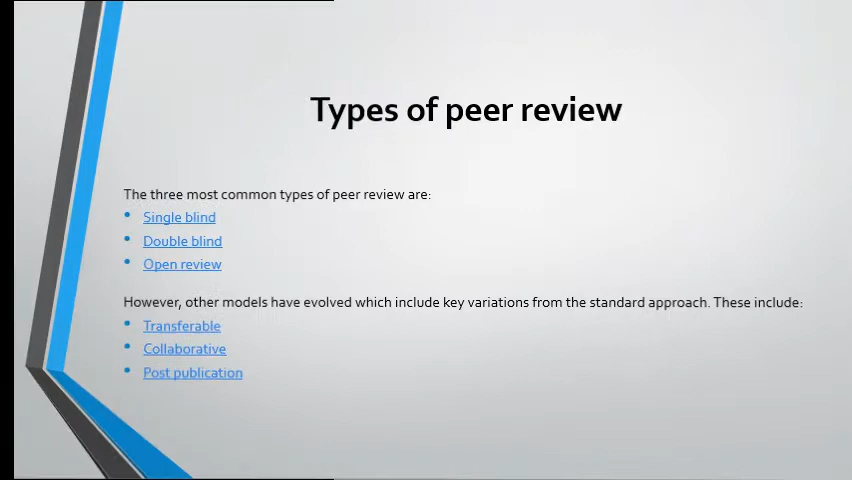 Types of peer review
The three most common types of peer review are:
• Single blind
• Double blind
• Open review
However, other models have evolved which include key variations from the standard approach. These include:
• Transferable
• Collaborative
• Post publication